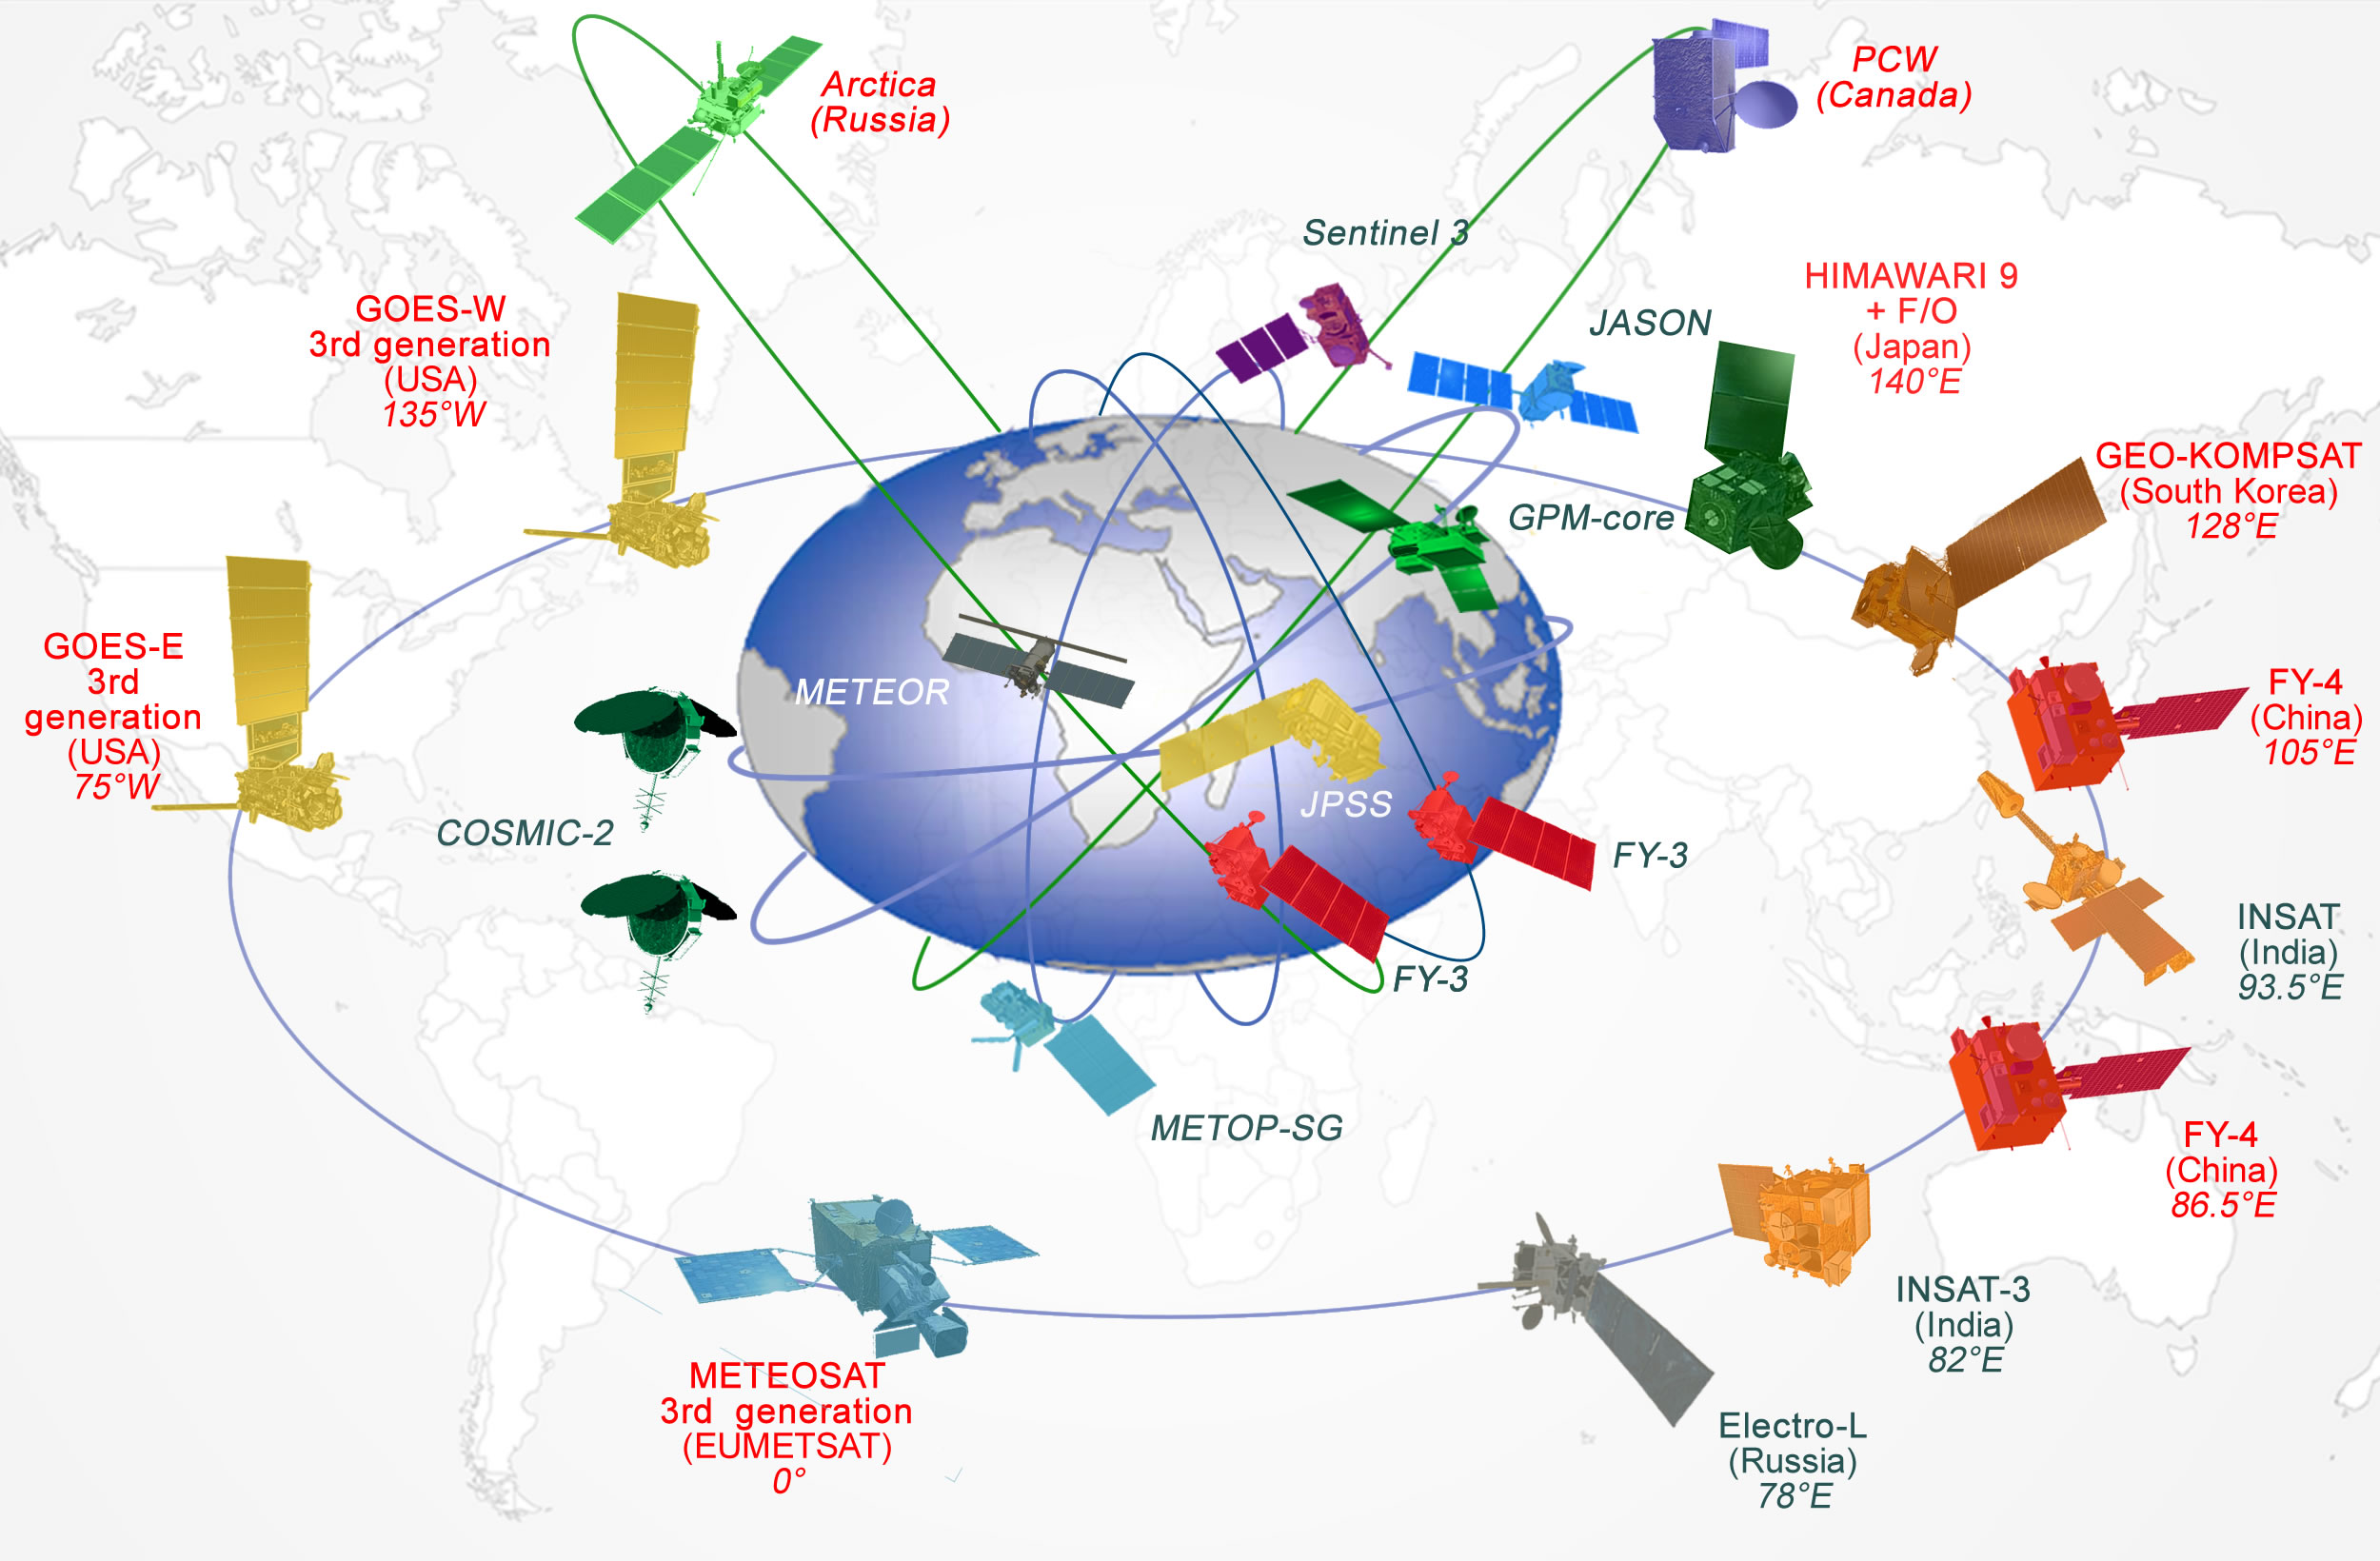 Arctica
(Russia)
PCW
(Canada)
Sentinel 3
JASON
HIMAWARI 9
+ F/O
(Japan)
140°E
GOES-W
3rd generation
(USA)
135°W
GEO-KOMPSAT
(South Korea)
128°E
GPM-core
GOES-E
3rd
generation
(USA)
75°W
METEOR
FY-4
(China)
105°E
COSMIC-2
JPSS
FY-3
FY-3
INSAT
(India)
93.5°E
METOP-SG
FY-4
(China)
86.5°E
INSAT-3
(India)
82°E
METEOSAT
3rd  generation
(EUMETSAT)
0°
Electro-L
(Russia)
78°E